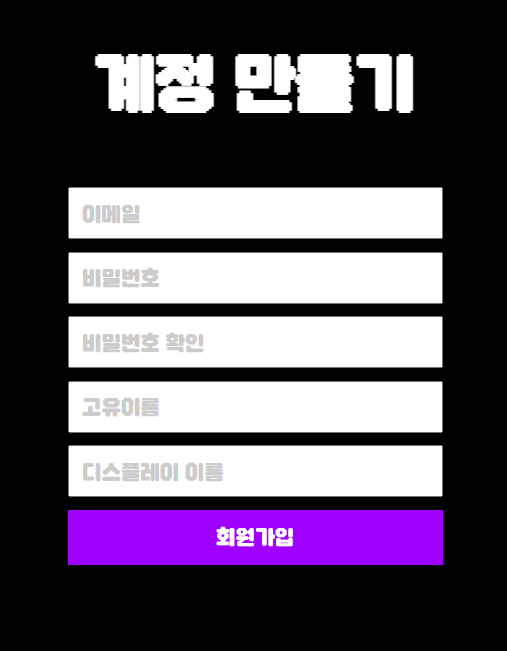 계정 만들기
이메일
비밀번호
비밀번호 확인
고유이름
디스플레이 이름
회원가입